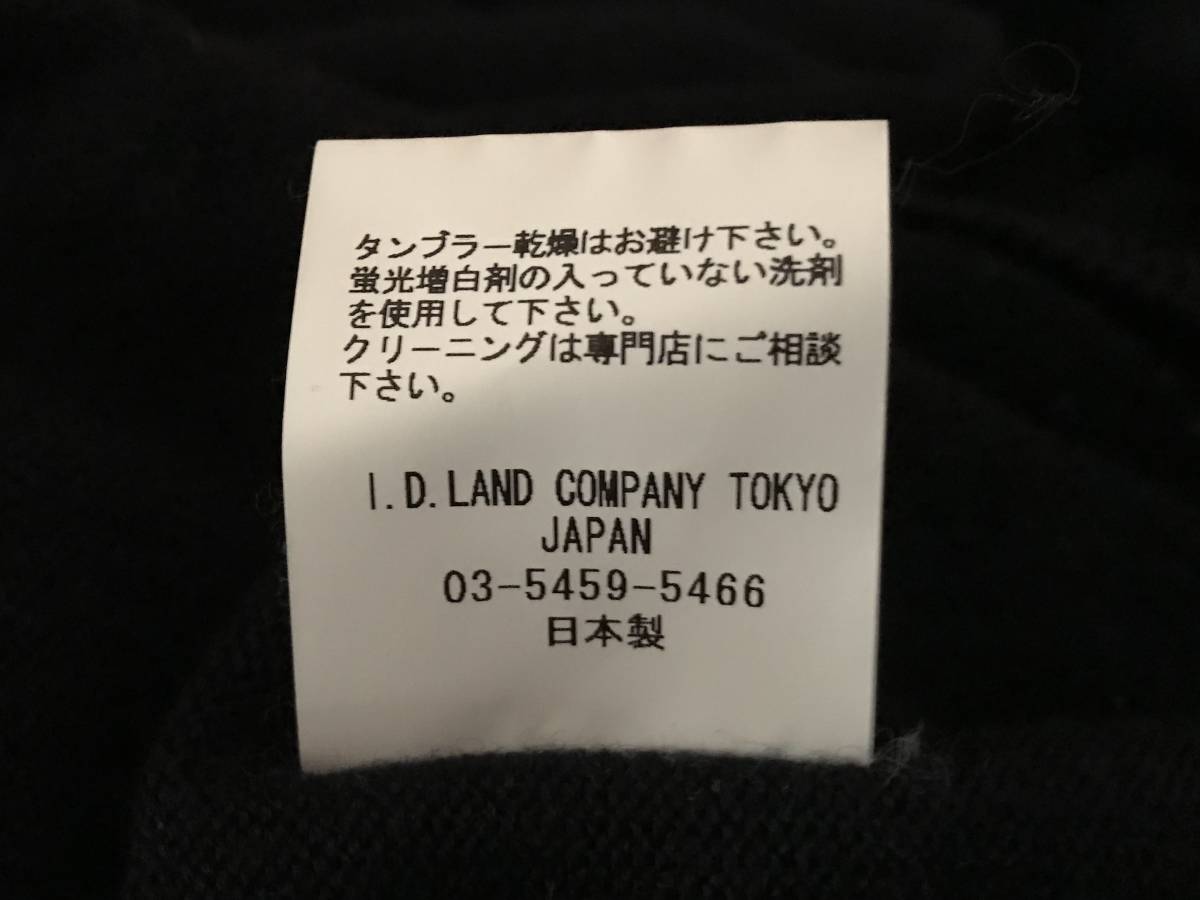 タンブラー乾燥はお避け下さい。
蛍光増白剤の入っていない洗剤
を使用して下さい。
クリーニングは専門店にご相談
下さい。
I.D.LAND COMPANY TOKYO
JAPAN
03-5459-5466
日本製